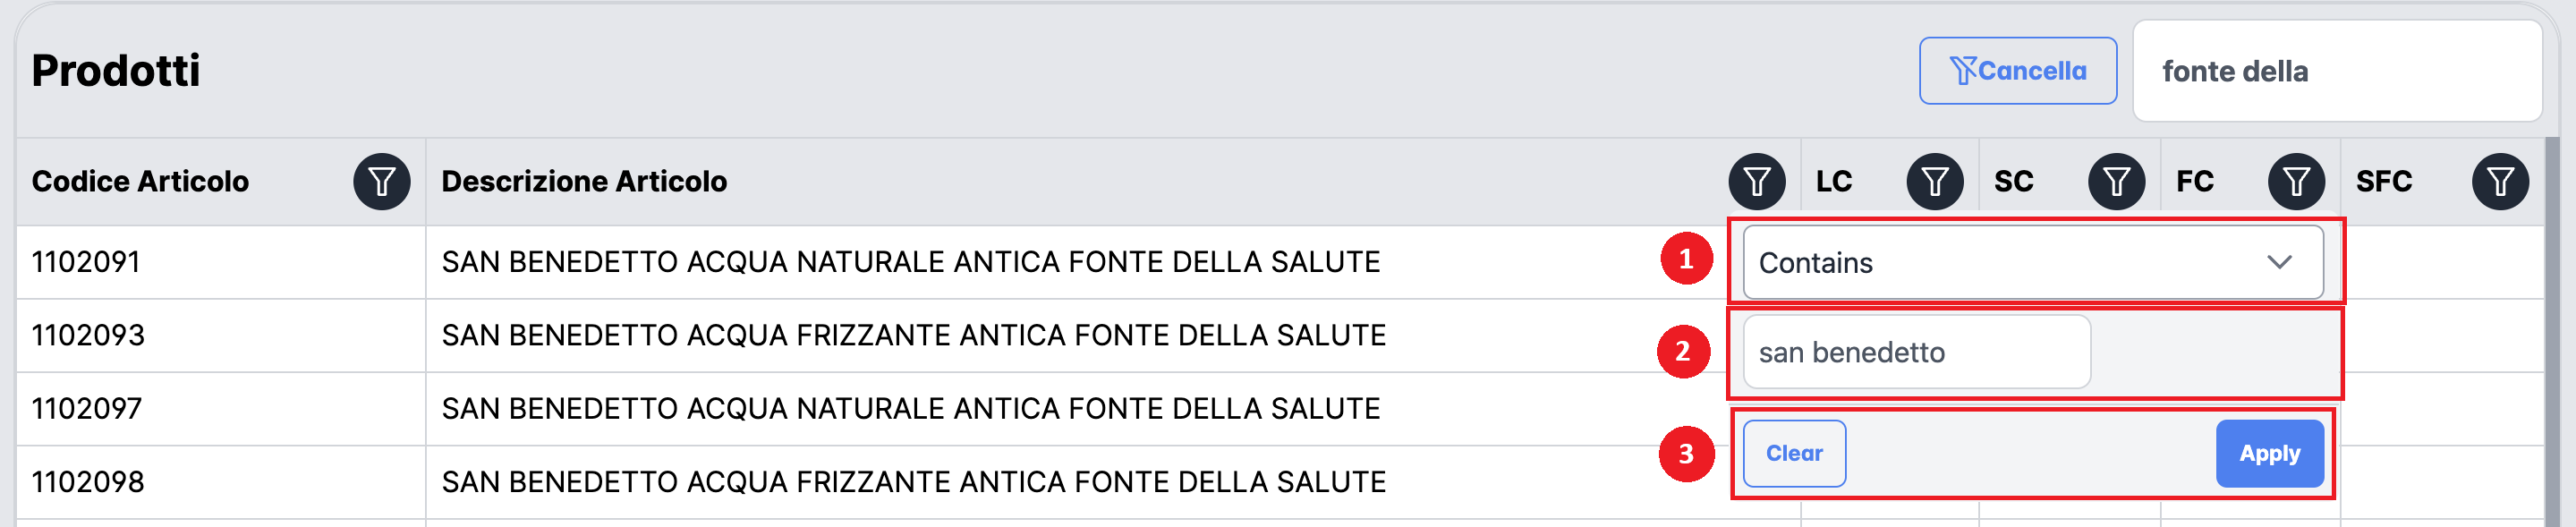 Prodotti
Cancella
fonte della
Codice Articolo Descrizione Articolo LC SC FC SFC
1102091 SAN BENEDETTO ACQUA NATURALE ANTICA FONTE DELLA SALUTE
1 Contains
1102093 SAN BENEDETTO ACQUA FRIZZANTE ANTICA FONTE DELLA SALUTE
2 san benedetto
1102097 SAN BENEDETTO ACQUA NATURALE ANTICA FONTE DELLA SALUTE
3 Clear Apply
1102098 SAN BENEDETTO ACQUA FRIZZANTE ANTICA FONTE DELLA SALUTE